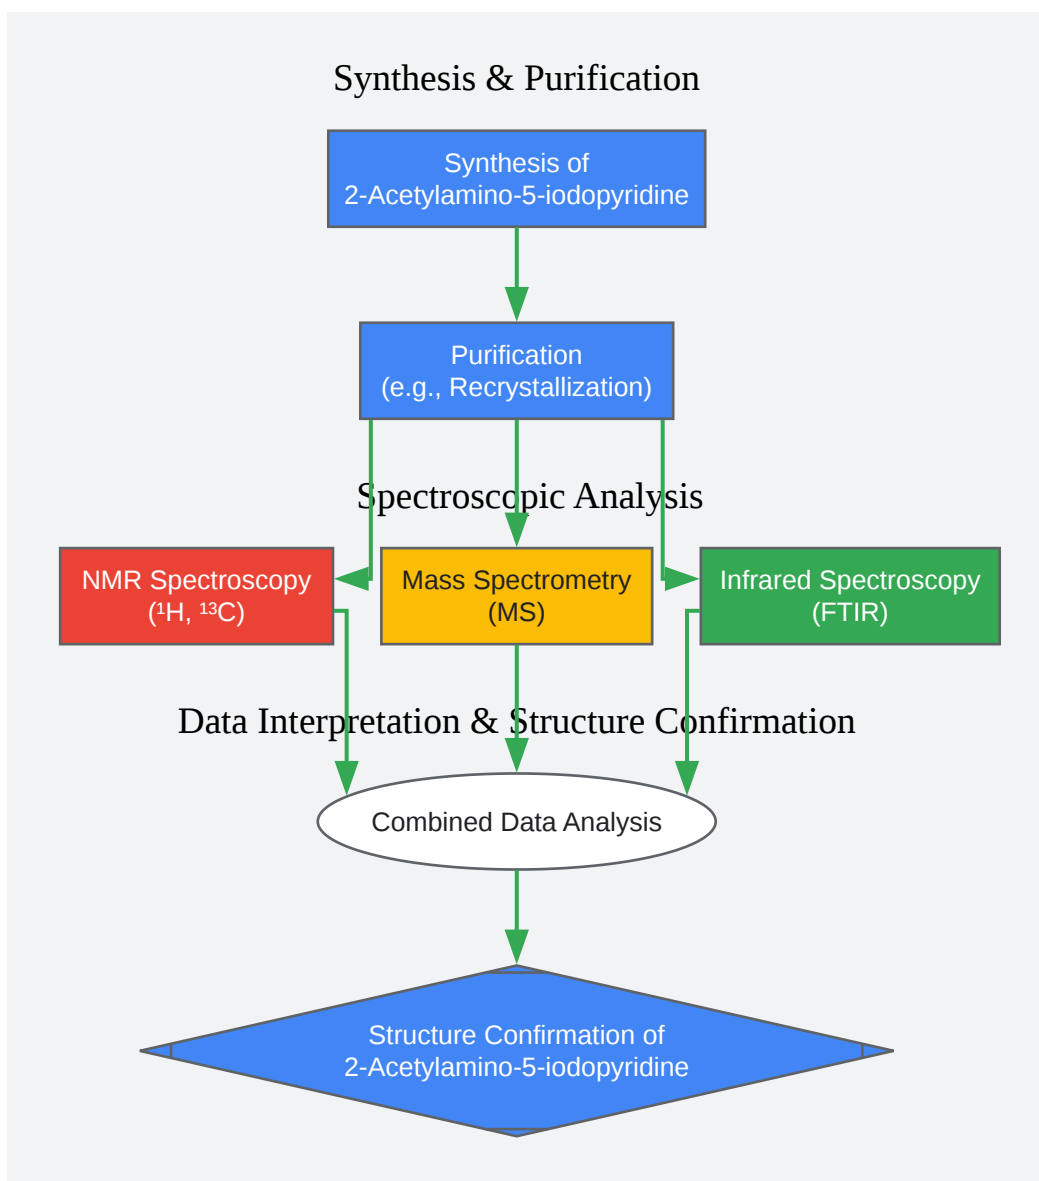 Synthesis & Purification
Synthesis of
2-Acetylamino-5-iodopyridine
Purification
(e.g., Recrystallization)
Spectroscopic Analysis
NMR Spectroscopy
(¹H, ¹³C)
Mass Spectrometry
(MS)
Infrared Spectroscopy
(FTIR)
Data Interpretation & Structure Confirmation
Combined Data Analysis
Structure Confirmation of
2-Acetylamino-5-iodopyridine